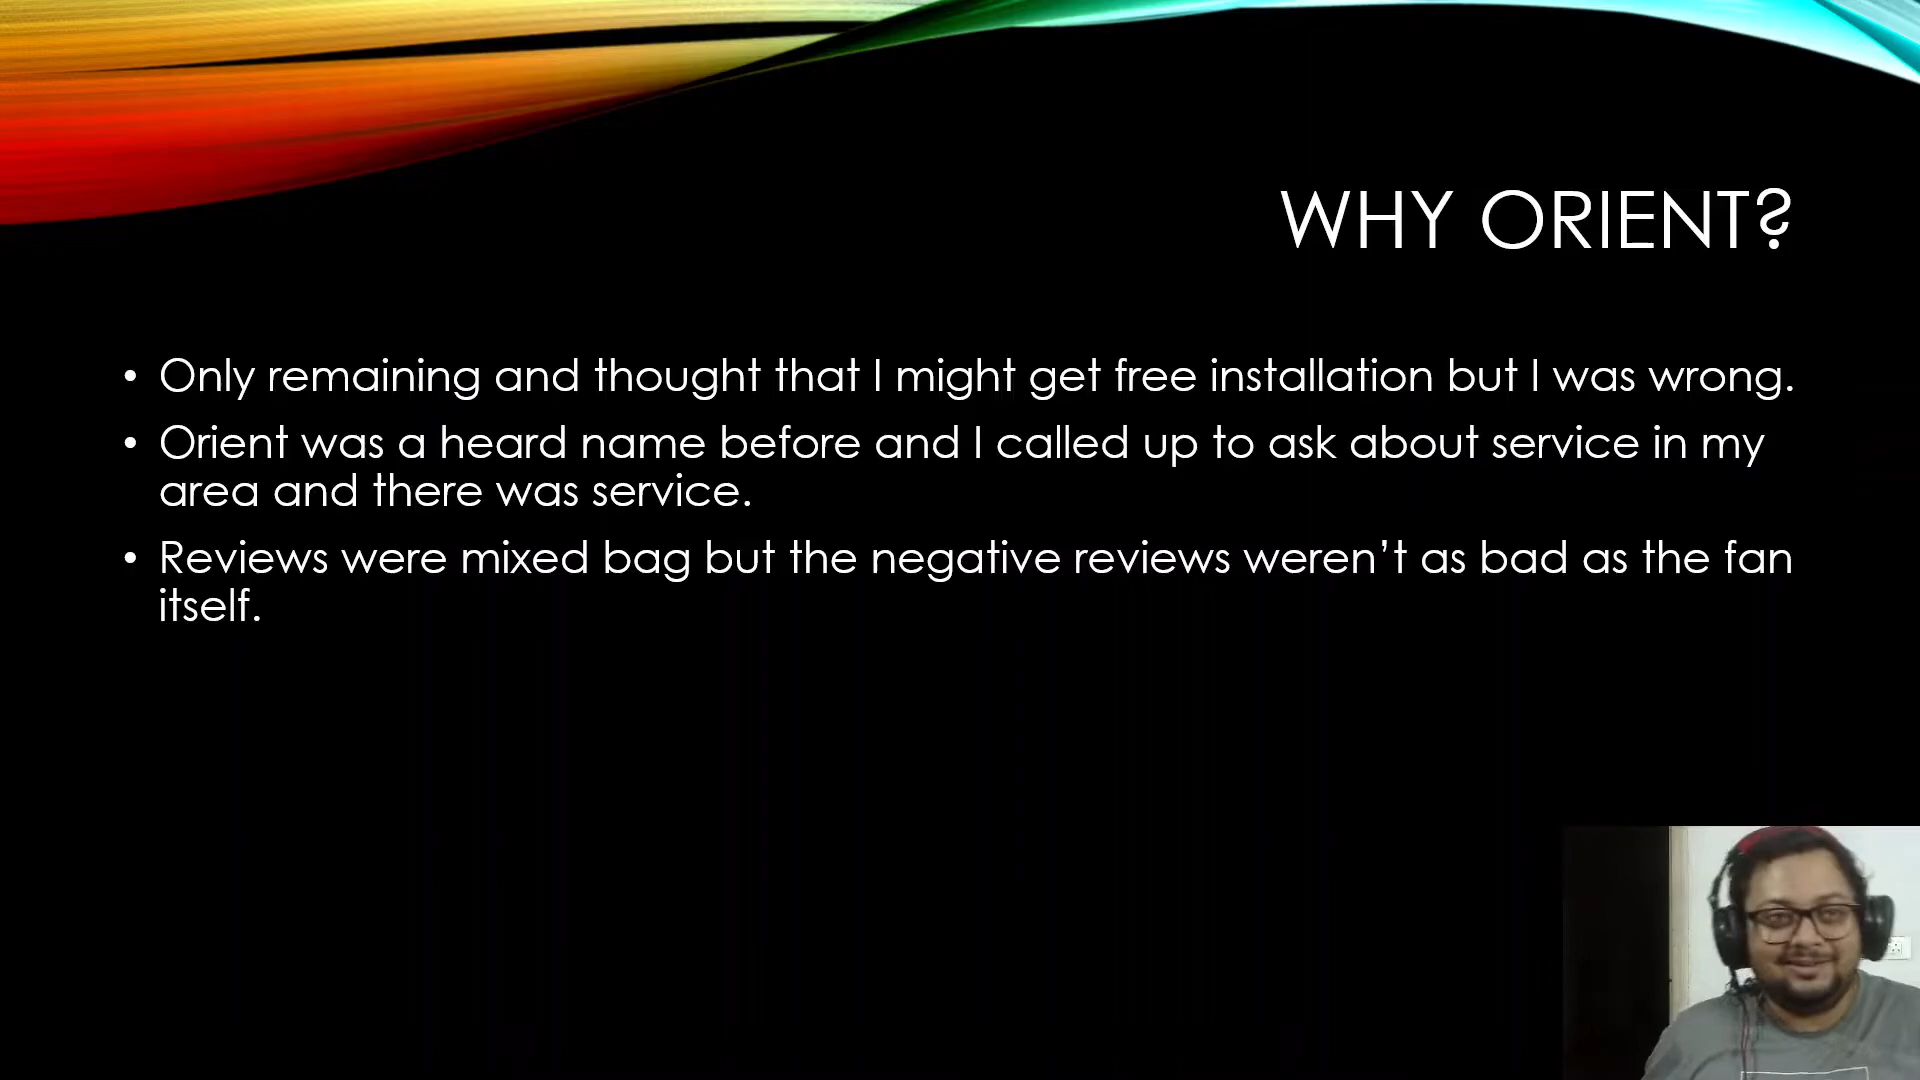 WHY ORIENT?
• Only remaining and thought that I might get free installation but I was wrong.
• Orient was a heard name before and I called up to ask about service in my
area and there was service.
• Reviews were mixed bag but the negative reviews weren’t as bad as the fan
itself.